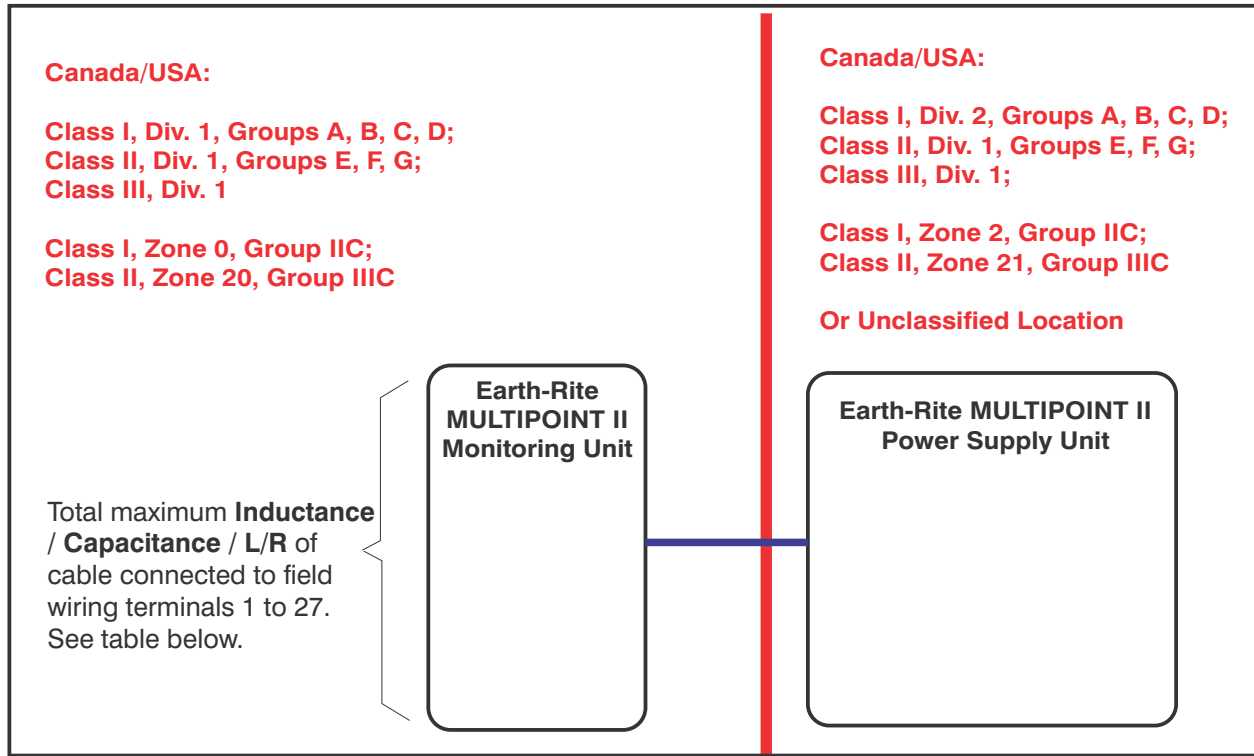 Canada/USA:
Class I, Div. 1, Groups A, B, C, D;
Class II, Div. 1, Groups E, F, G;
Class III, Div. 1
Class I, Zone 0, Group IIC;
Class II, Zone 20, Group IIIC
Canada/USA:
Class I, Div. 2, Groups A, B, C, D;
Class II, Div. 1, Groups E, F, G;
Class III, Div. 1;
Class I, Zone 2, Group IIC;
Class II, Zone 21, Group IIIC
Or Unclassified Location
Total maximum Inductance
/ Capacitance / L/R of
cable connected to field
wiring terminals 1 to 27.
See table below.
Earth-Rite
MULTIPOINT II
Monitoring Unit
Earth-Rite MULTIPOINT II
Power Supply Unit